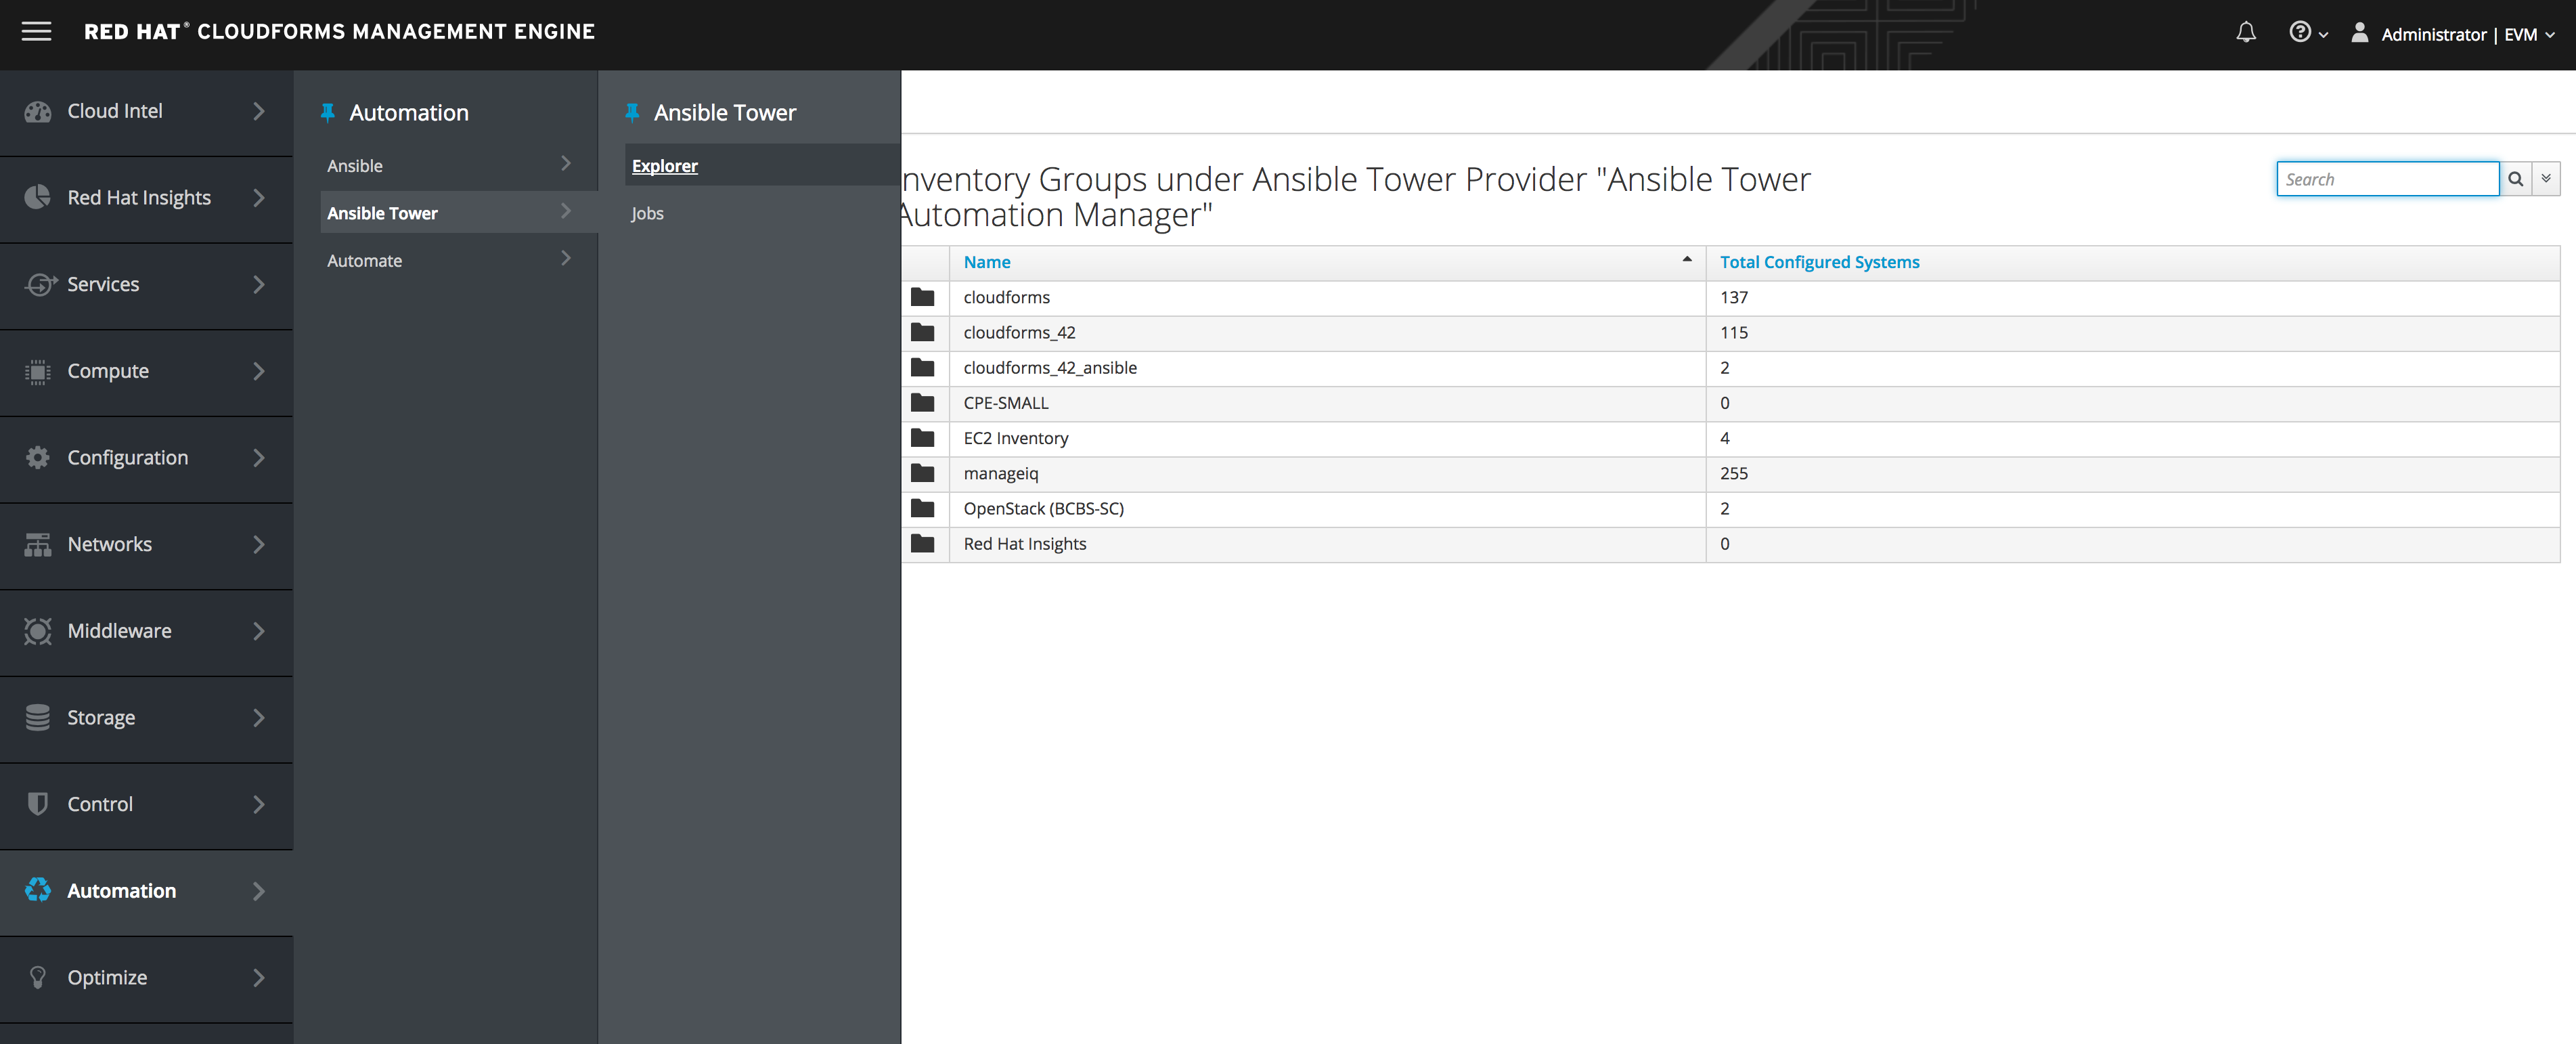 RED HAT® CLOUDFORMS MANAGEMENT ENGINE
Administrator | EVM
Cloud Intel
Red Hat Insights
Services
Compute
Configuration
Networks
Middleware
Storage
Control
Automation
Optimize
Automation
Ansible
Ansible Tower
Automate
Ansible Tower
Explorer
Jobs
nventory Groups under Ansible Tower Provider "Ansible Tower
Automation Manager"
Search
Name Total Configured Systems
cloudforms 137
cloudforms_42 115
cloudforms_42_ansible 2
CPE-SMALL 0
EC2 Inventory 4
manageiq 255
OpenStack (BCBS-SC) 2
Red Hat Insights 0